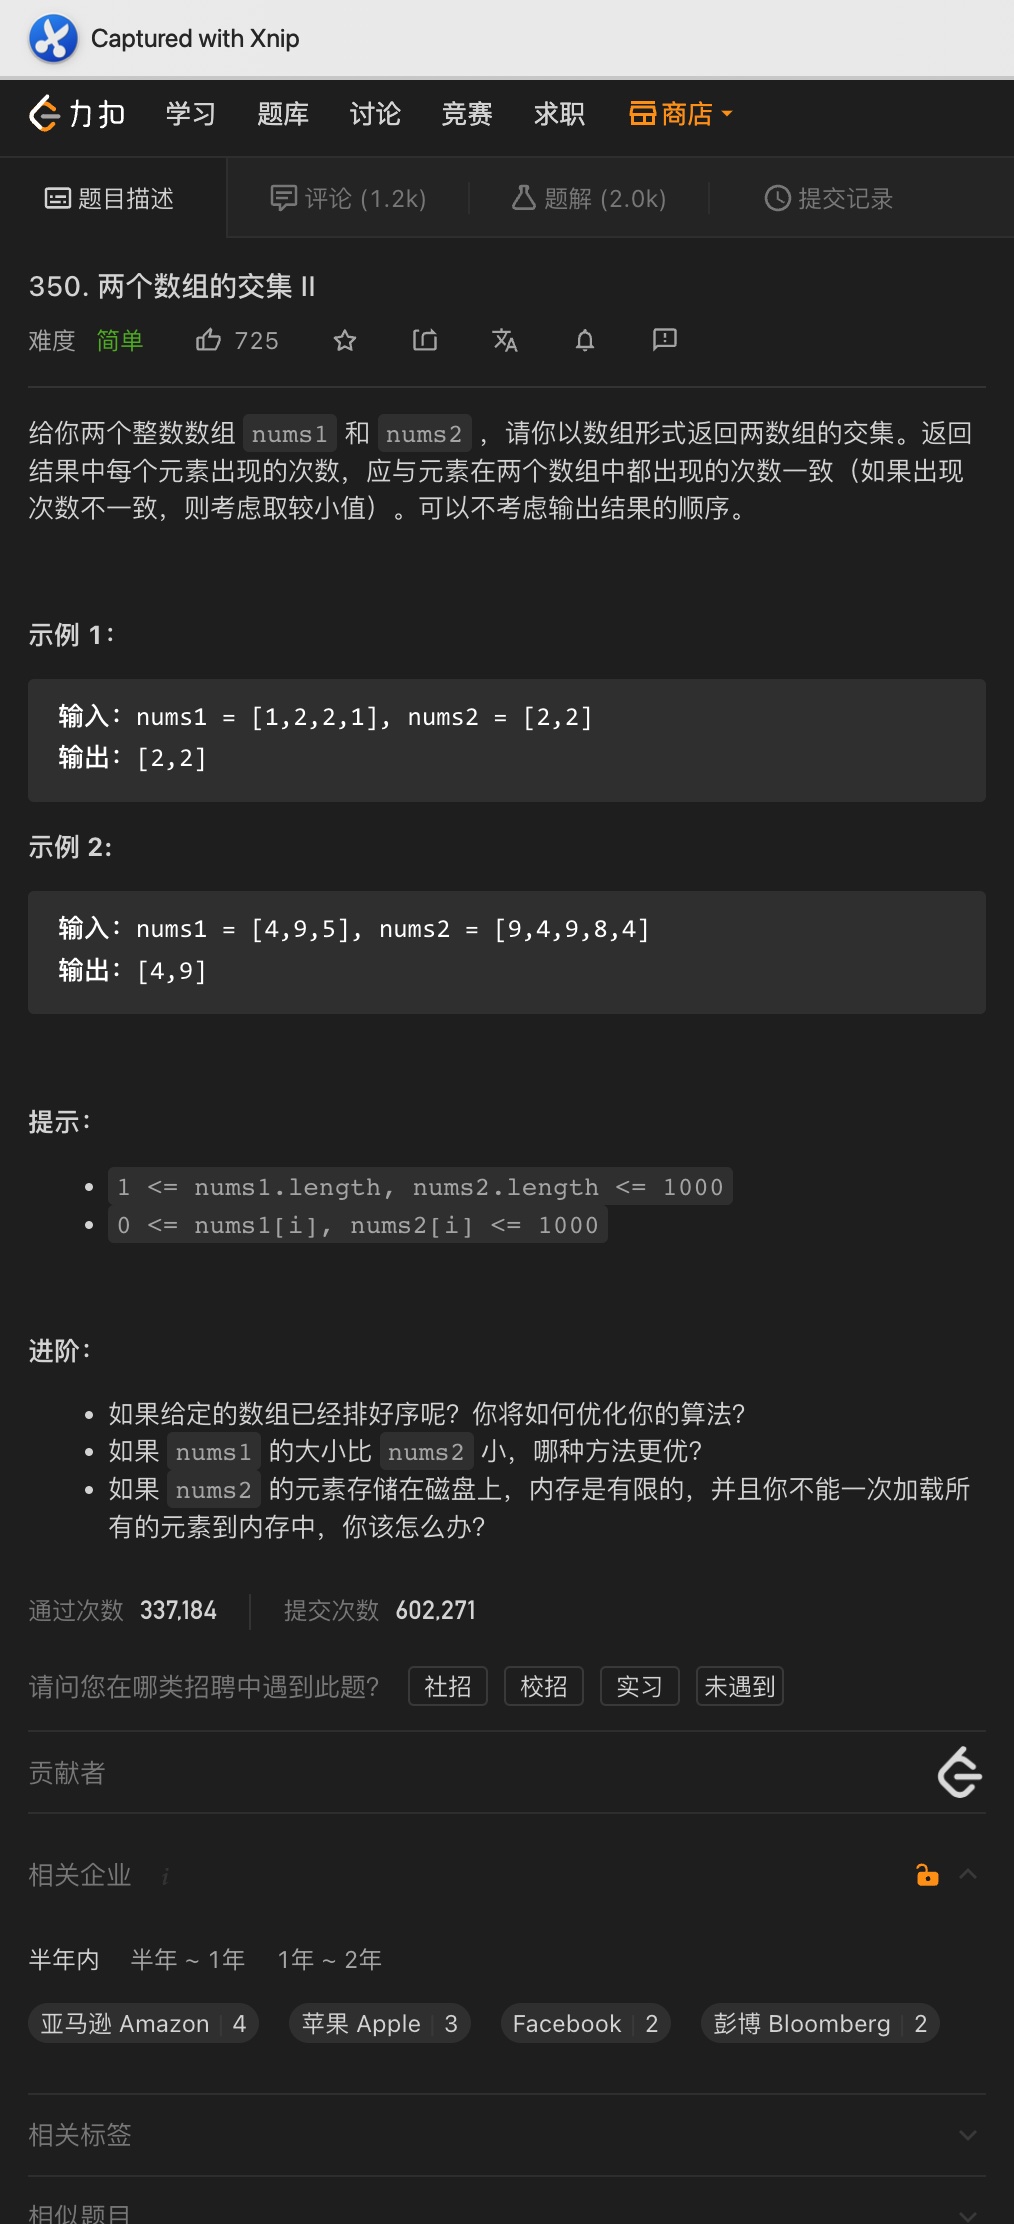 Captured with Xnip
力扣 学习 题库 讨论 竞赛 求职 商店
题目描述 评论 (1.2k) 题解 (2.0k) 提交记录
350. 两个数组的交集 II
难度 简单 725
给你两个整数数组 nums1 和 nums2 ，请你以数组形式返回两数组的交集。返回
结果中每个元素出现的次数，应与元素在两个数组中都出现的次数一致（如果出现
次数不一致，则考虑取较小值）。可以不考虑输出结果的顺序。
示例 1：
输入：nums1 = [1,2,2,1], nums2 = [2,2]
输出：[2,2]
示例 2:
输入：nums1 = [4,9,5], nums2 = [9,4,9,8,4]
输出：[4,9]
提示：
1 <= nums1.length, nums2.length <= 1000
0 <= nums1[i], nums2[i] <= 1000
进阶：
如果给定的数组已经排好序呢？你将如何优化你的算法？
如果 nums1 的大小比 nums2 小，哪种方法更优？
如果 nums2 的元素存储在磁盘上，内存是有限的，并且你不能一次加载所
有的元素到内存中，你该怎么办？
通过次数 337,184 提交次数 602,271
请问您在哪类招聘中遇到此题？ 社招 校招 实习 未遇到
贡献者
相关企业 i
半年内 半年 ~ 1年 1年 ~ 2年
亚马逊 Amazon 4 苹果 Apple 3 Facebook 2 彭博 Bloomberg 2
相关标签
相似题目